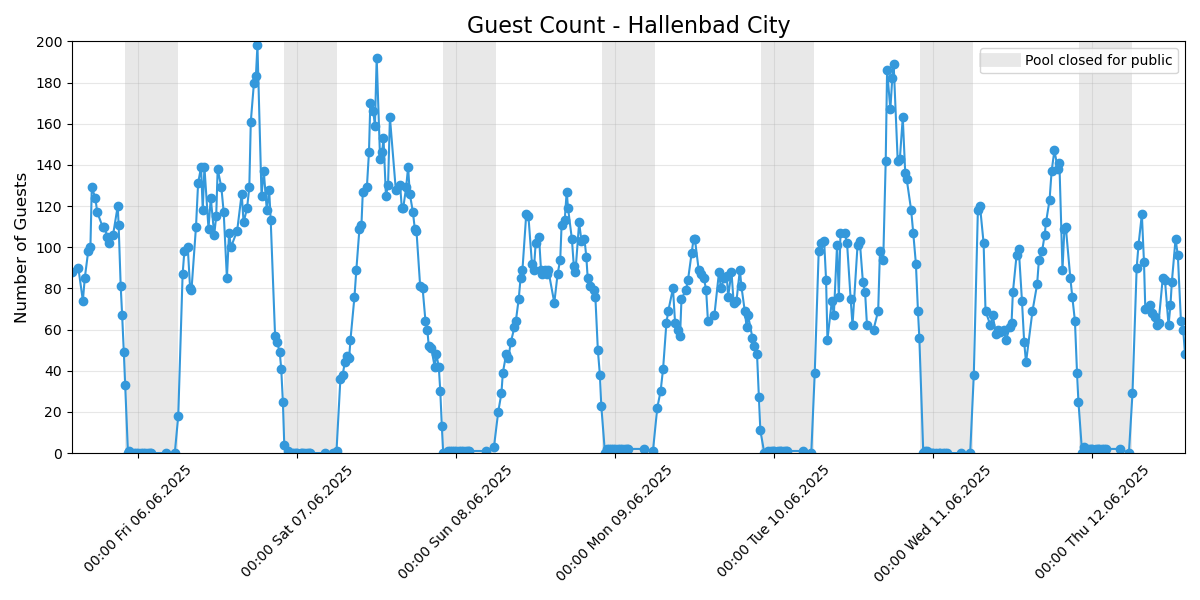 Guest Count - Hallenbad City
Pool closed for public
Number of Guests
200
180
160
140
120
100
80
60
40
20
0
00:00 Fri 06.06.2025
00:00 Sat 07.06.2025
00:00 Sun 08.06.2025
00:00 Mon 09.06.2025
00:00 Tue 10.06.2025
00:00 Wed 11.06.2025
00:00 Thu 12.06.2025